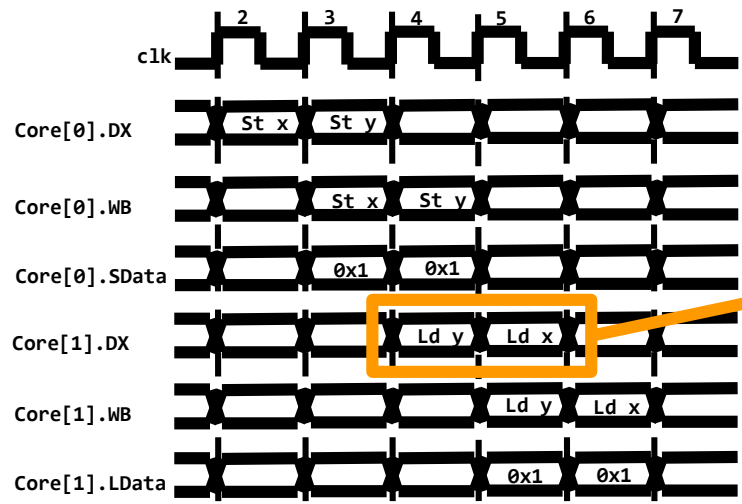 2 3 4 5 6 7
clk
Core[0].DX St x St y
Core[0].WB St x St y
Core[0].SData 0x1 0x1
Core[1].DX Ld y Ld x
Core[1].WB Ld y Ld x
Core[1].LData 0x1 0x1